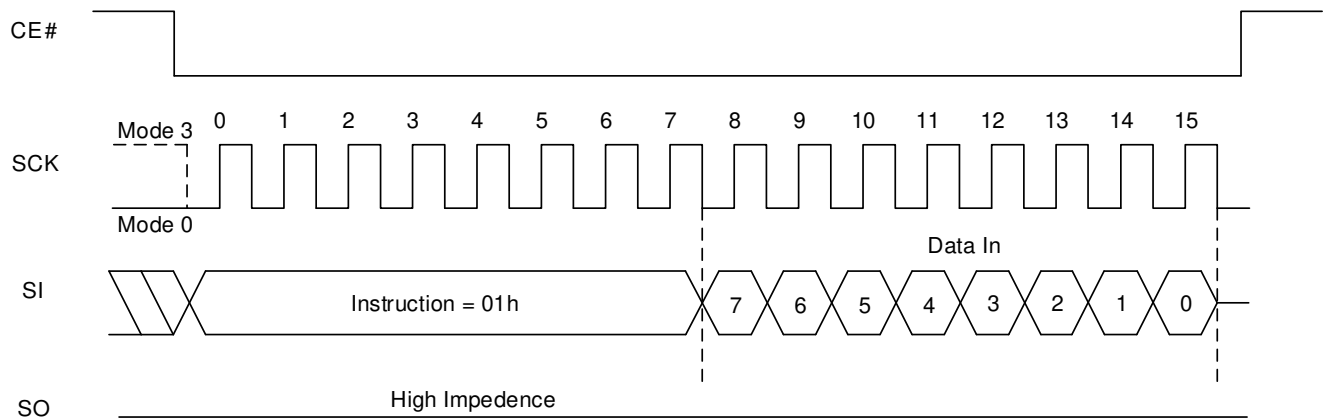 CE#
Mode 3
0 1 2 3 4 5 6 7 8 9 10 11 12 13 14 15
SCK
Mode 0
Data In
SI
Instruction = 01h
7 6 5 4 3 2 1 0
High Impedence
SO